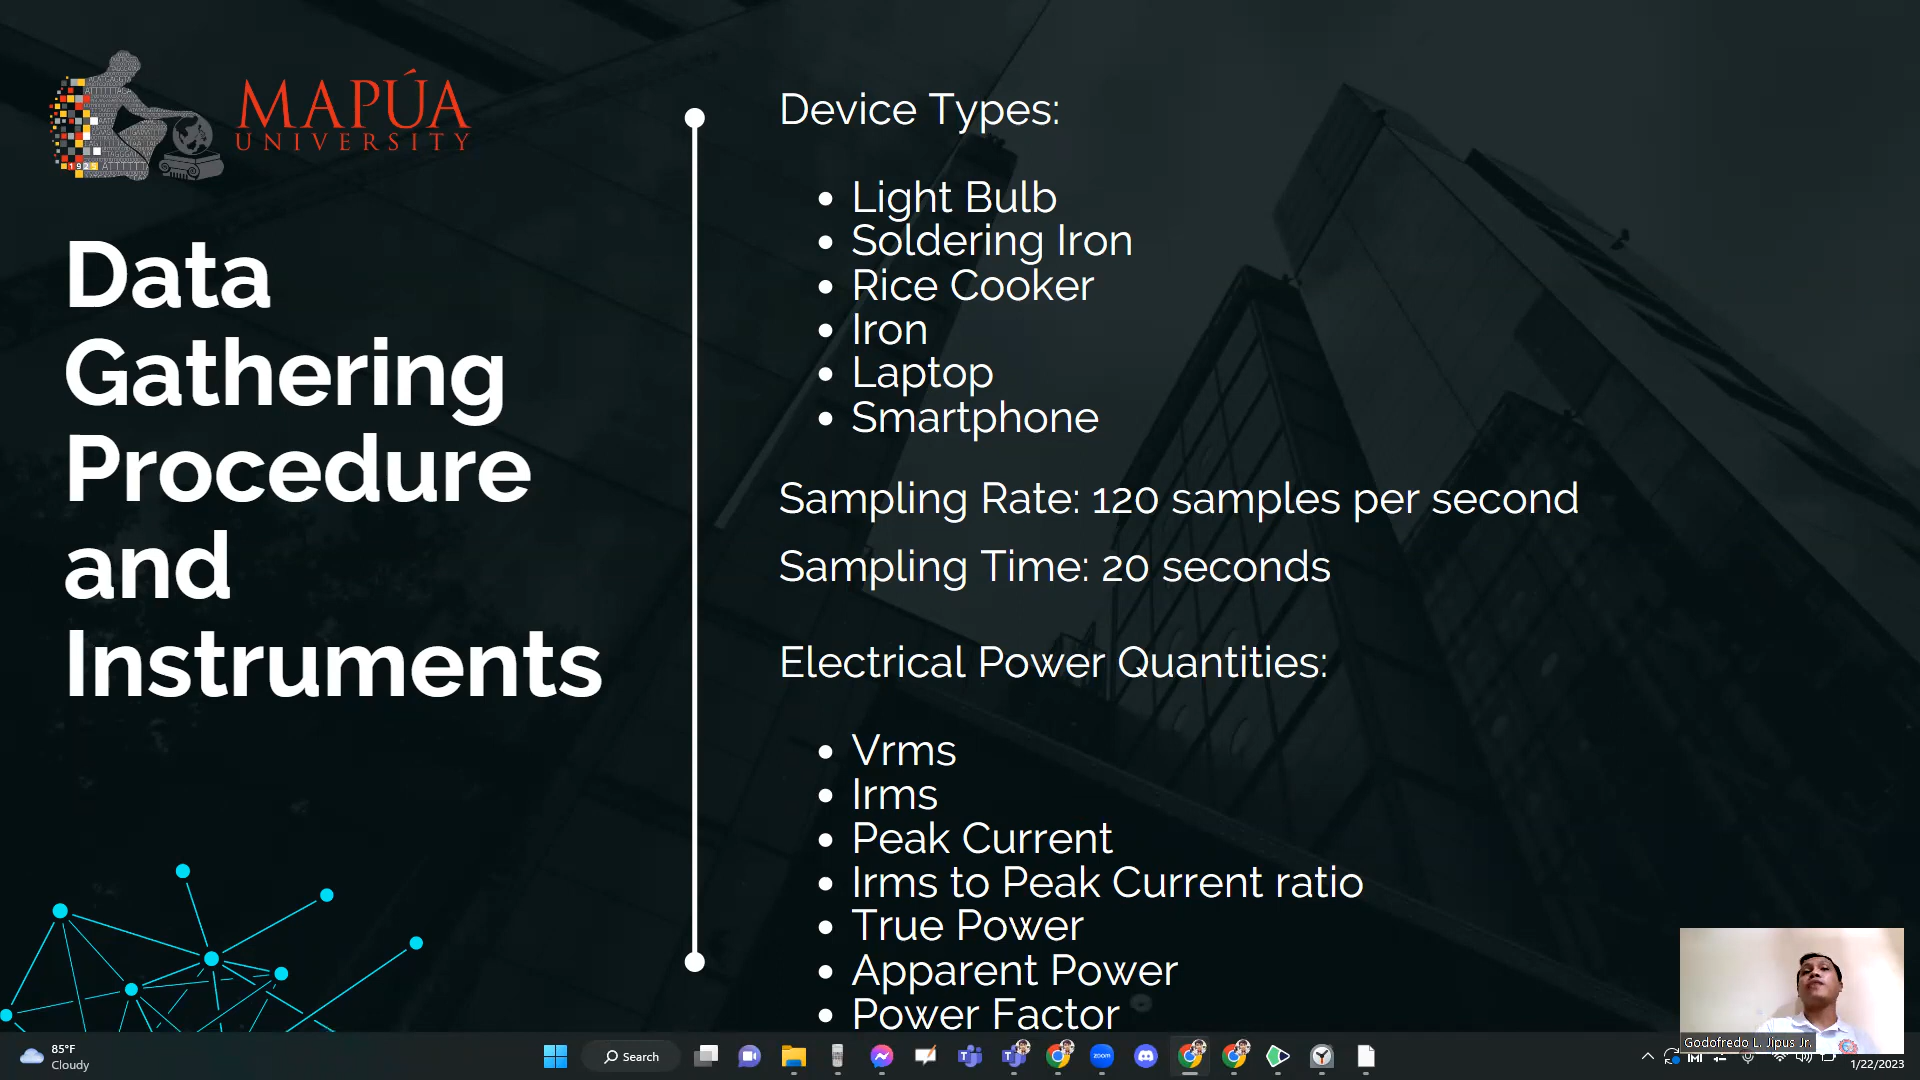 MAPÚA
UNIVERSITY
1925
Data
Gathering
Procedure
and
Instruments
Device Types:
Light Bulb
Soldering Iron
Rice Cooker
Iron
Laptop
Smartphone
Sampling Rate: 120 samples per second
Sampling Time: 20 seconds
Electrical Power Quantities:
Vrms
Irms
Peak Current
Irms to Peak Current ratio
True Power
Apparent Power
Power Factor
Godofredo L. Jipus Jr.
85°F
Cloudy
Search
zoom
1/22/2023